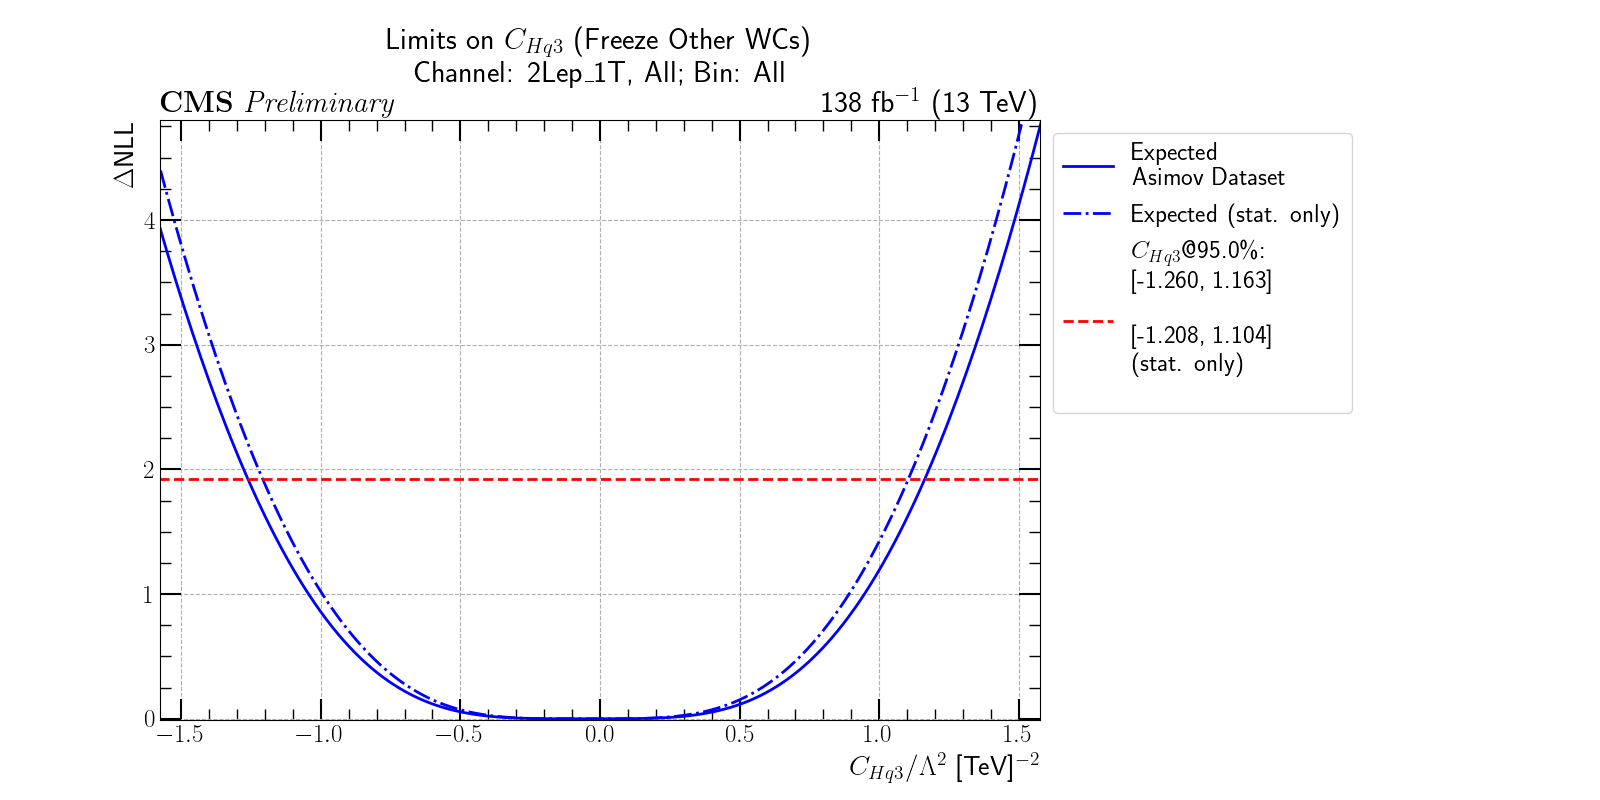 Limits on C_{Hq3} (Freeze Other WCs)
Channel: 2Lep_1T, All; Bin: All
CMS Preliminary
138 fb^{−1} (13 TeV)
ΔNLL
4
3
2
1
0
−1.5 −1.0 −0.5 0.0 0.5 1.0 1.5
C_{Hq3}/Λ^2 [TeV]^{−2}
Expected
Asimov Dataset
Expected (stat. only)
C_{Hq3}@95.0%:
[-1.260, 1.163]
[-1.208, 1.104]
(stat. only)